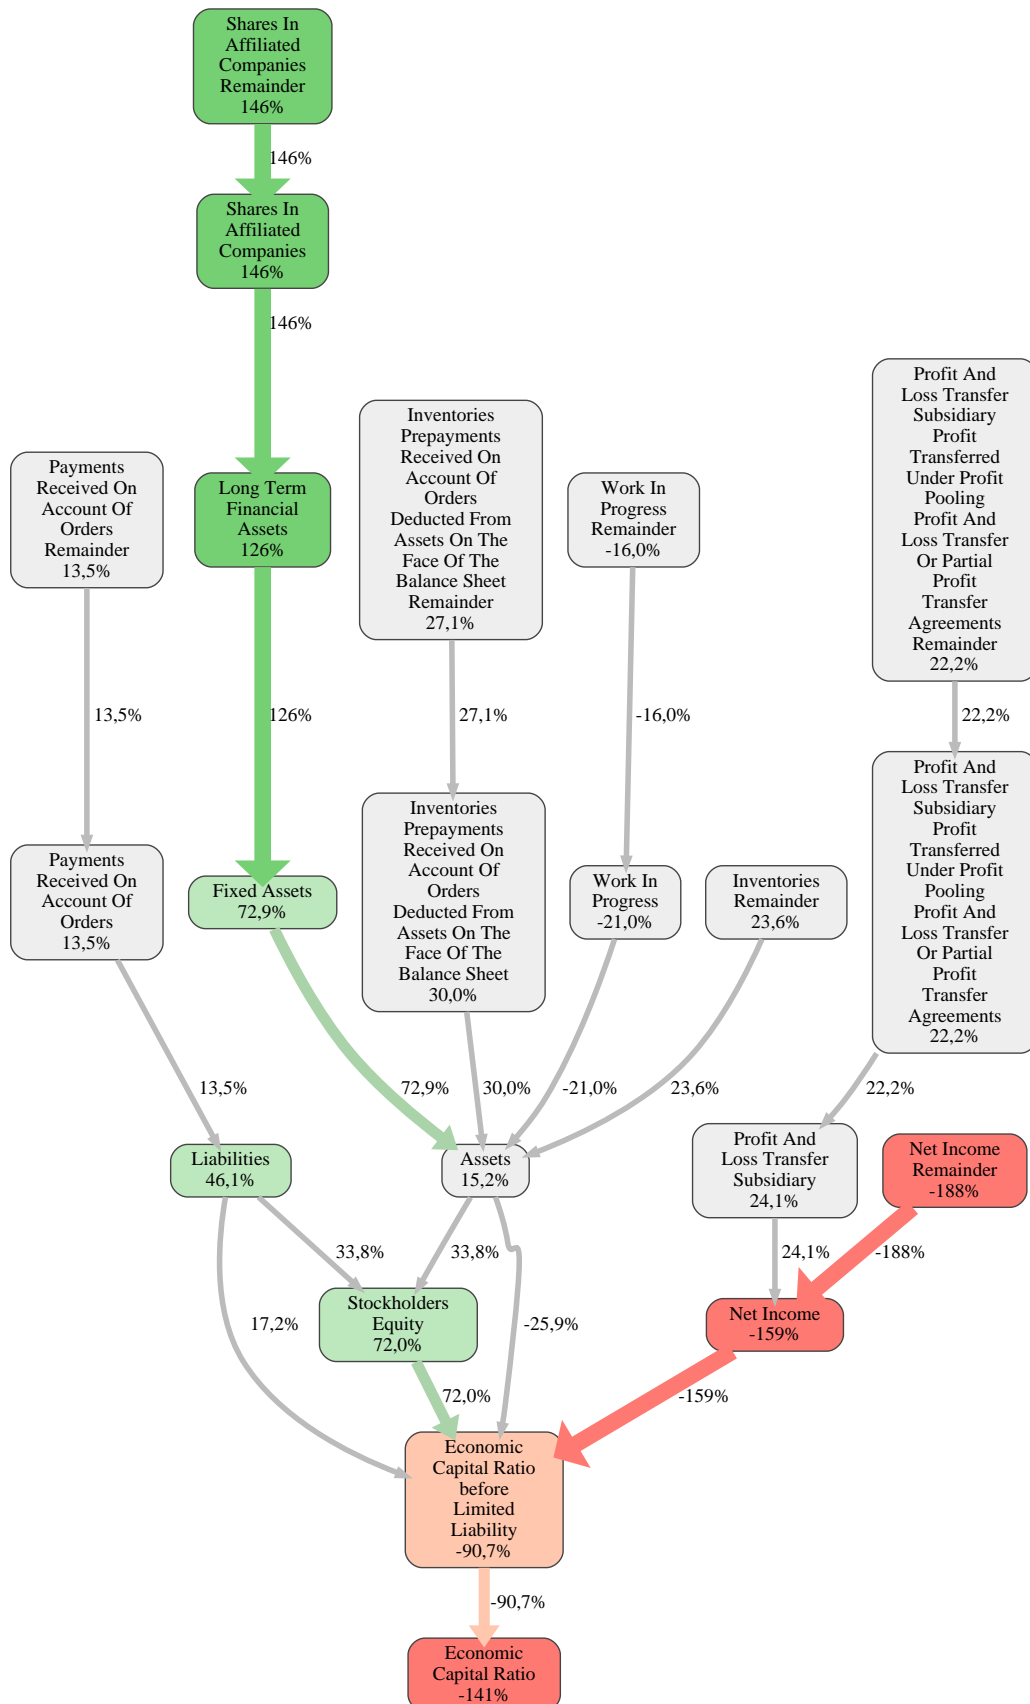 Shares In
Affiliated
Companies
Remainder
146%
146%
Shares In
Affiliated
Companies
146%
146%
Profit And
Loss Transfer
Subsidiary
Profit
Transferred
Under Profit
Pooling
Profit And
Loss Transfer
Or Partial
Profit
Transfer
Agreements
Remainder
22,2%
Inventories
Prepayments
Received On
Account Of
Orders
Deducted From
Assets On The
Face Of The
Balance Sheet
Remainder
27,1%
Payments
Received On
Account Of
Orders
Remainder
13,5%
Long Term
Financial
Assets
126%
Work In
Progress
Remainder
-16,0%
13,5%
126%
27,1%
-16,0%
22,2%
Profit And
Loss Transfer
Subsidiary
Profit
Transferred
Under Profit
Pooling
Profit And
Loss Transfer
Or Partial
Profit
Transfer
Agreements
22,2%
Inventories
Prepayments
Received On
Account Of
Orders
Deducted From
Assets On The
Face Of The
Balance Sheet
30,0%
Payments
Received On
Account Of
Orders
13,5%
Fixed Assets
72,9%
Work In
Progress
-21,0%
Inventories
Remainder
23,6%
13,5%
72,9%
30,0%
-21,0%
23,6%
22,2%
Liabilities
46,1%
Assets
15,2%
Profit And
Loss Transfer
Subsidiary
24,1%
Net Income
Remainder
-188%
33,8%
33,8%
24,1%
-188%
17,2%
Stockholders
Equity
72,0%
-25,9%
Net Income
-159%
72,0%
-159%
Economic
Capital Ratio
before
Limited
Liability
-90,7%
-90,7%
Economic
Capital Ratio
-141%